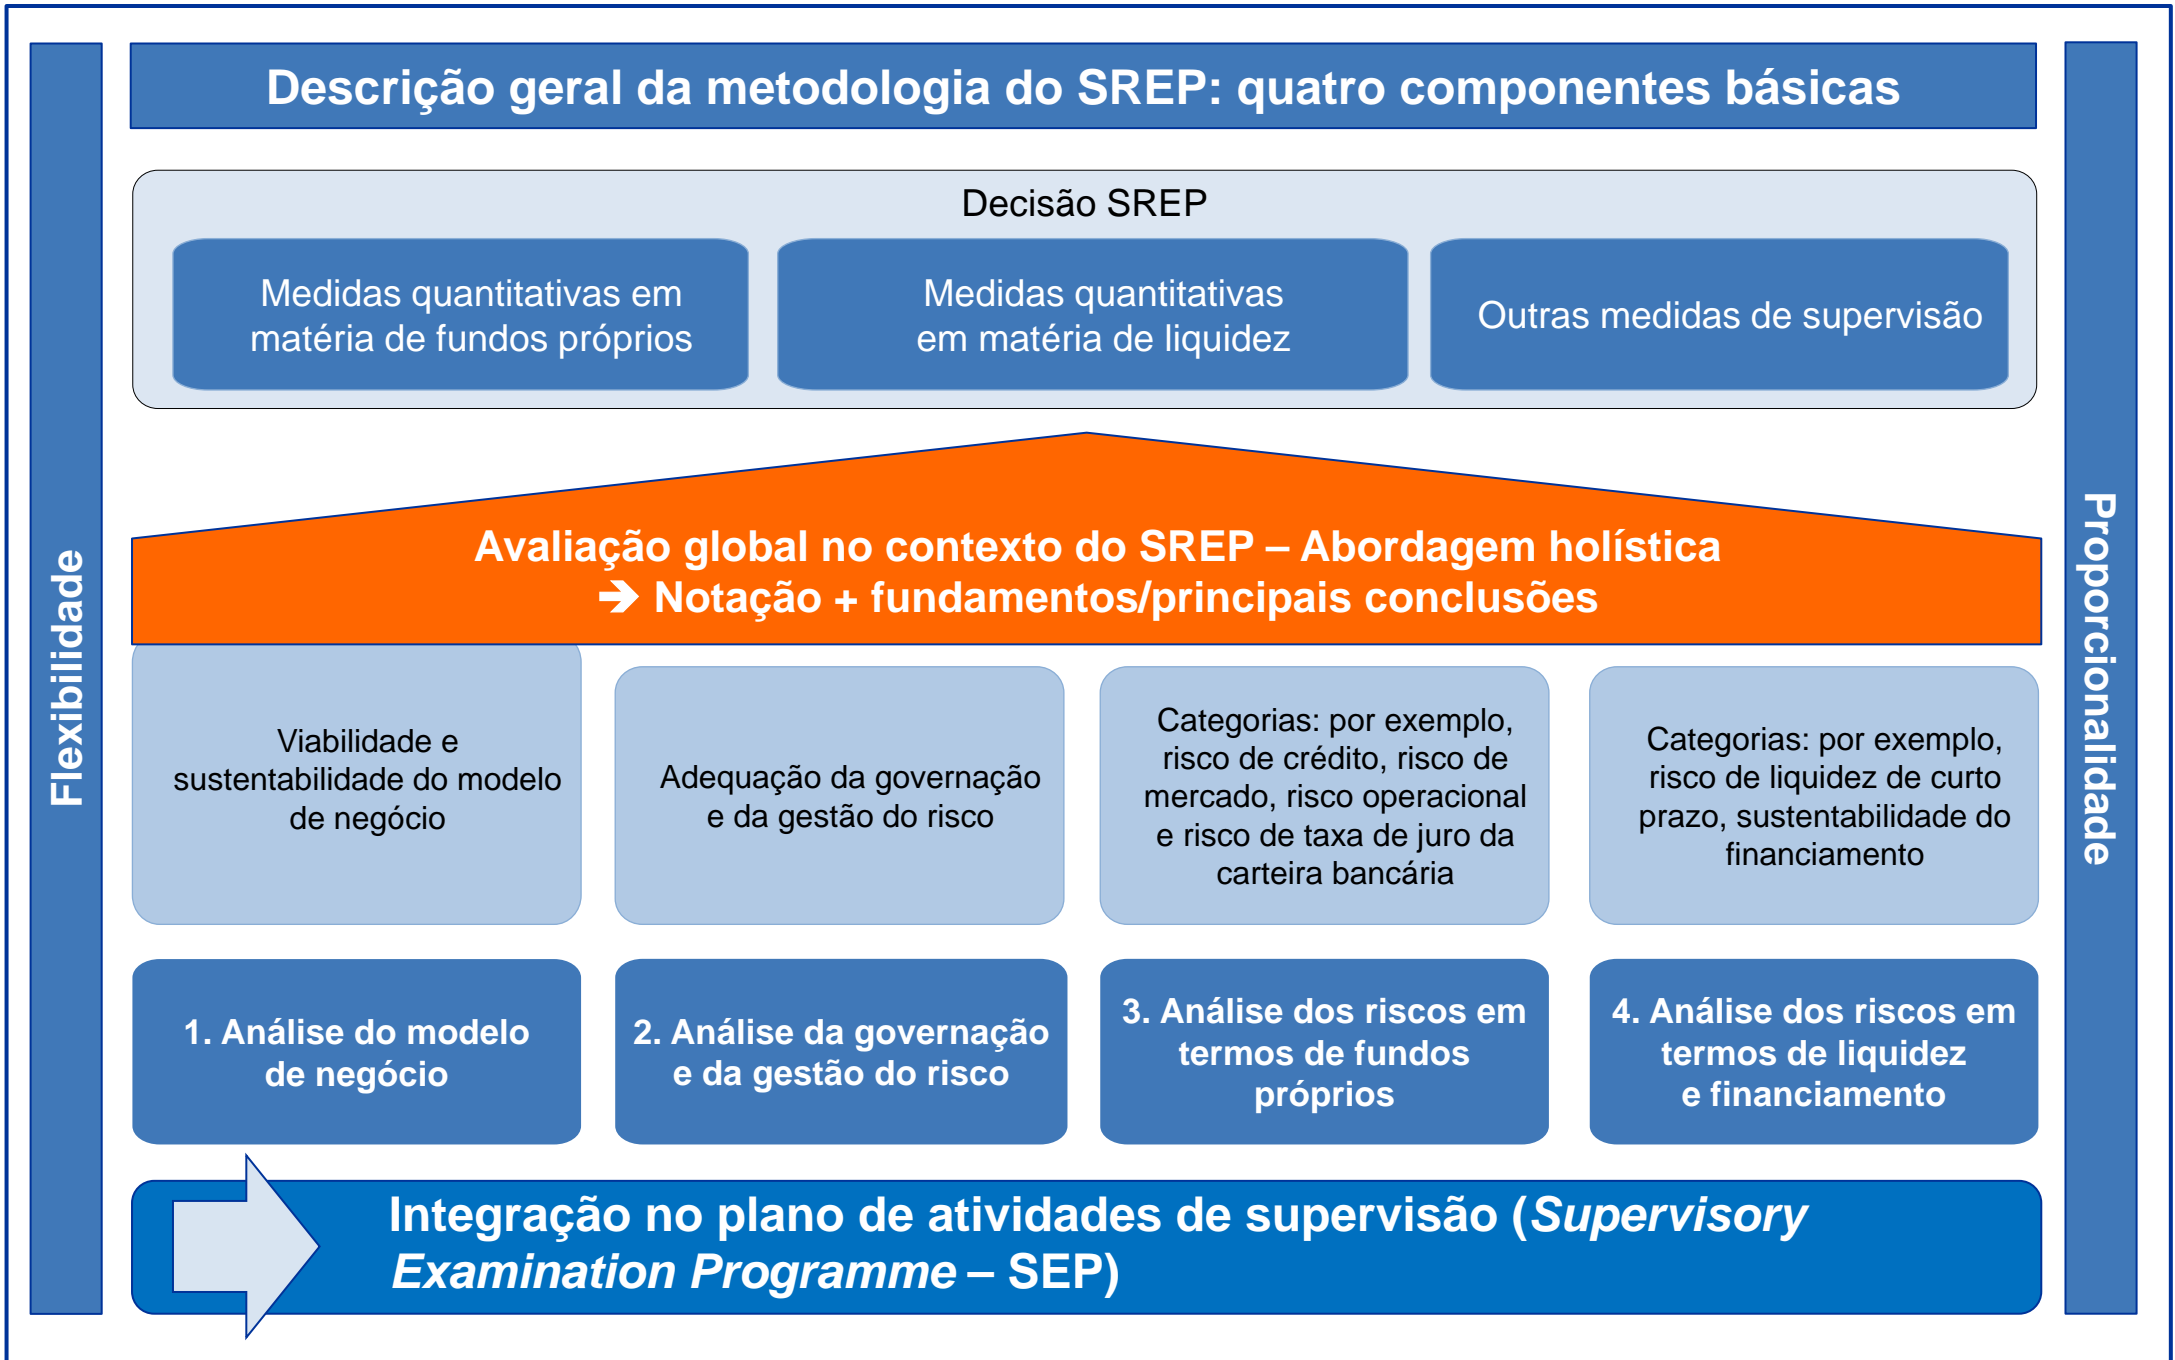 Descrição geral da metodologia do SREP: quatro componentes básicas
Flexibilidade
Proporcionalidade
Decisão SREP
Medidas quantitativas em
matéria de fundos próprios
Medidas quantitativas
em matéria de liquidez
Outras medidas de supervisão
Avaliação global no contexto do SREP – Abordagem holística
➔ Notação + fundamentos/principais conclusões
Viabilidade e
sustentabilidade do modelo
de negócio
Adequação da governação
e da gestão do risco
Categorias: por exemplo,
risco de crédito, risco de
mercado, risco operacional
e risco de taxa de juro da
carteira bancária
Categorias: por exemplo,
risco de liquidez de curto
prazo, sustentabilidade do
financiamento
1. Análise do modelo
de negócio
2. Análise da governação
e da gestão do risco
3. Análise dos riscos em
termos de fundos
próprios
4. Análise dos riscos em
termos de liquidez
e financiamento
Integração no plano de atividades de supervisão (Supervisory
Examination Programme – SEP)